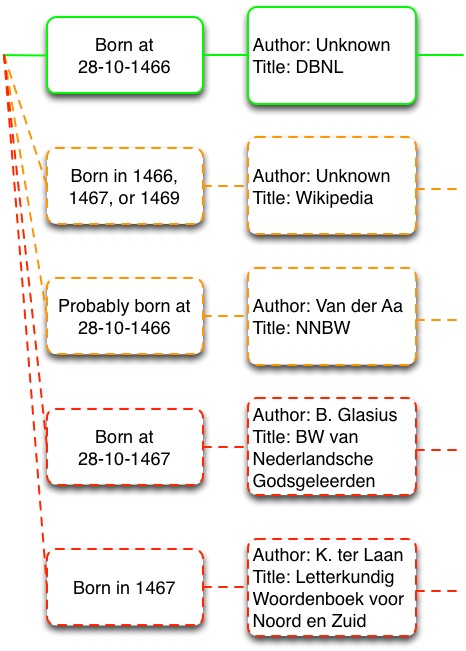 Born at
28-10-1466
Author: Unknown
Title: DBNL
Born in 1466,
1467, or 1469
Author: Unknown
Title: Wikipedia
Probably born at
28-10-1466
Author: Van der Aa
Title: NNBW
Born at
28-10-1467
Author: B. Glasius
Title: BW van
Nederlandsche
Godsgeleerden
Born in 1467
Author: K. ter Laan
Title: Letterkundig
Woordenboek voor
Noord en Zuid